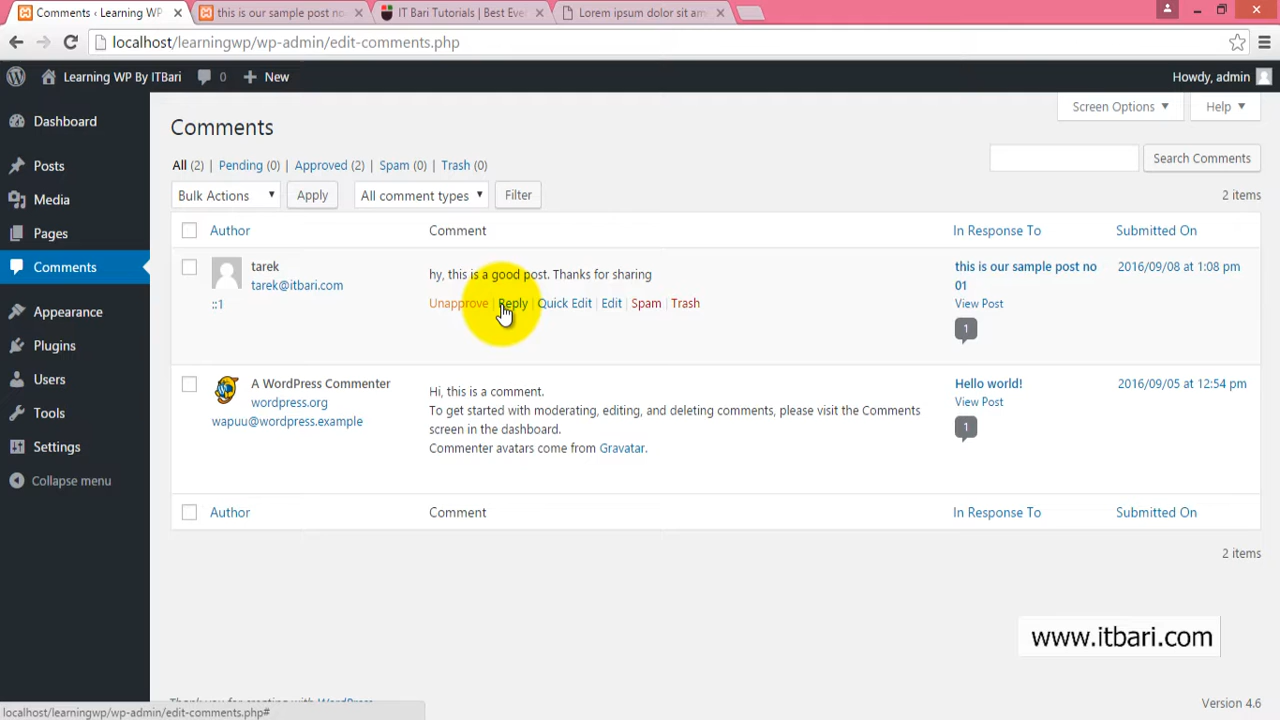 Comments ‹ Learning WP
this is our sample post no
IT Bari Tutorials | Best Eve
Lorem ipsum dolor sit am
localhost/learningwp/wp-admin/edit-comments.php
Learning WP By ITBari 0 New Howdy, admin
Screen Options Help
Dashboard
Posts
Media
Pages
Comments
Appearance
Plugins
Users
Tools
Settings
Collapse menu
Comments
All (2) | Pending (0) | Approved (2) | Spam (0) | Trash (0)
Search Comments
Bulk Actions Apply All comment types Filter 2 items
Author Comment In Response To Submitted On
tarek
tarek@itbari.com
::1
hy, this is a good post. Thanks for sharing
Unapprove | Reply | Quick Edit | Edit | Spam | Trash
this is our sample post no
01
View Post
1
2016/09/08 at 1:08 pm
A WordPress Commenter
wordpress.org
wapuu@wordpress.example
Hi, this is a comment.
To get started with moderating, editing, and deleting comments, please visit the Comments
screen in the dashboard.
Commenter avatars come from Gravatar.
Hello world!
View Post
1
2016/09/05 at 12:54 pm
Author Comment In Response To Submitted On
2 items
www.itbari.com
Thank you for creating with WordPress
Version 4.6
localhost/learningwp/wp-admin/edit-comments.php#